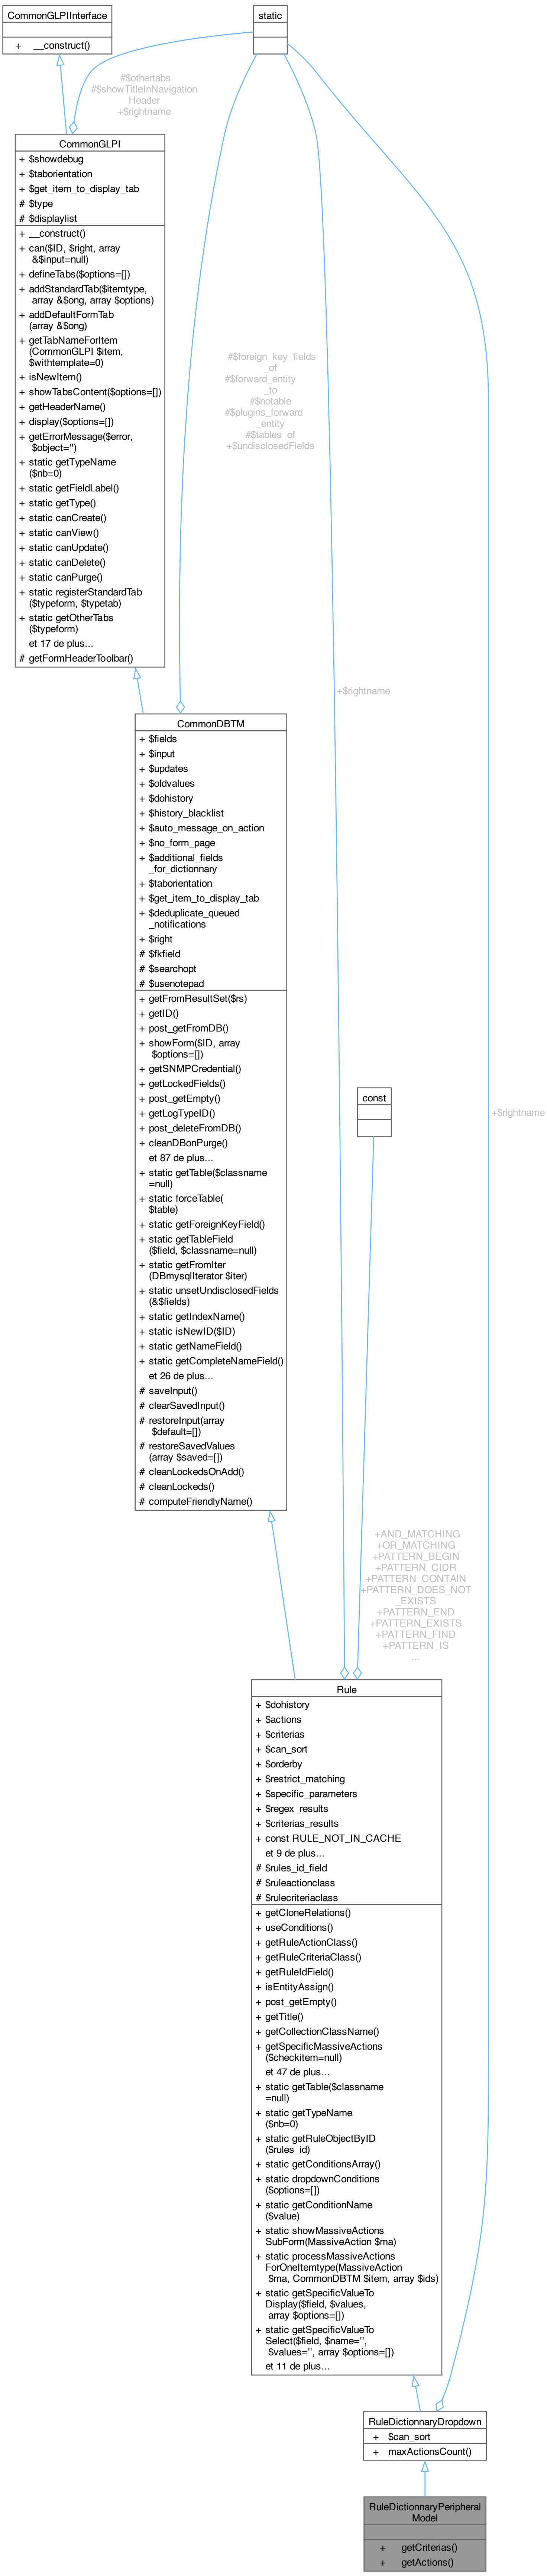 CommonGLPIInterface
+ __construct()
static
#$othertabs
#$showTitleInNavigation
Header
+$rightname
CommonGLPI
+ $showdebug
+ $taborientation
+ $get_item_to_display_tab
# $type
# $displaylist
+ __construct()
+ can($ID, $right, array
&$input=null)
+ defineTabs($options=[])
+ addStandardTab($itemtype,
array &$ong, array $options)
+ addDefaultFormTab
(array &$ong)
+ getTabNameForItem
(CommonGLPI $item,
$withtemplate=0)
+ isNewItem()
+ showTabsContent($options=[])
+ getHeaderName()
+ display($options=[])
+ getErrorMessage($error,
$object='')
+ static getTypeName
($nb=0)
+ static getFieldLabel()
+ static getType()
+ static canCreate()
+ static canView()
+ static canUpdate()
+ static canDelete()
+ static canPurge()
+ static registerStandardTab
($typeform, $typetab)
+ static getOtherTabs
($typeform)
et 17 de plus...
# getFormHeaderToolbar()
#$foreign_key_fields
_of
#$forward_entity
_to
#$notable
#$plugins_forward
_entity
#$tables_of
+$undisclosedFields
+$rightname
CommonDBTM
+ $fields
+ $input
+ $updates
+ $oldvalues
+ $dohistory
+ $history_blacklist
+ $auto_message_on_action
+ $no_form_page
+ $additional_fields
_for_dictionnary
+ $taborientation
+ $get_item_to_display_tab
+ $deduplicate_queued
_notifications
+ $right
# $fkfield
# $searchopt
# $usenotepad
+ getFromResultSet($rs)
+ getID()
+ post_getFromDB()
+ showForm($ID, array
$options=[])
+ getSNMPCredential()
+ getLockedFields()
+ post_getEmpty()
+ getLogTypeID()
+ post_deleteFromDB()
+ cleanDBonPurge()
et 87 de plus...
+ static getTable($classname
=null)
+ static forceTable(
$table)
+ static getForeignKeyField()
+ static getTableField
($field, $classname=null)
+ static getFromIter
(DBmysqlIterator $iter)
+ static unsetUndisclosedFields
(&$fields)
+ static getIndexName()
+ static isNewID($ID)
+ static getNameField()
+ static getCompleteNameField()
et 26 de plus...
# saveInput()
# clearSavedInput()
# restoreInput(array
$default=[])
# restoreSavedValues
(array $saved=[])
# cleanLockedsOnAdd()
# cleanLockeds()
# computeFriendlyName()
const
+$rightname
+AND_MATCHING
+OR_MATCHING
+PATTERN_BEGIN
+PATTERN_CIDR
+PATTERN_CONTAIN
+PATTERN_DOES_NOT
_EXISTS
+PATTERN_END
+PATTERN_EXISTS
+PATTERN_FIND
+PATTERN_IS
...
Rule
+ $dohistory
+ $actions
+ $criterias
+ $can_sort
+ $orderby
+ $restrict_matching
+ $specific_parameters
+ $regex_results
+ $criterias_results
+ const RULE_NOT_IN_CACHE
et 9 de plus...
# $rules_id_field
# $ruleactionclass
# $rulecriteriaclass
+ getCloneRelations()
+ useConditions()
+ getRuleActionClass()
+ getRuleCriteriaClass()
+ getRuleIdField()
+ isEntityAssign()
+ post_getEmpty()
+ getTitle()
+ getCollectionClassName()
+ getSpecificMassiveActions
($checkitem=null)
et 47 de plus...
+ static getTable($classname
=null)
+ static getTypeName
($nb=0)
+ static getRuleObjectByID
($rules_id)
+ static getConditionsArray()
+ static dropdownConditions
($options=[])
+ static getConditionName
($value)
+ static showMassiveActions
SubForm(MassiveAction $ma)
+ static processMassiveActions
ForOneItemtype(MassiveAction
$ma, CommonDBTM $item, array $ids)
+ static getSpecificValueTo
Display($field, $values,
array $options=[])
+ static getSpecificValueTo
Select($field, $name='',
$values='', array $options=[])
et 11 de plus...
RuleDictionnaryDropdown
+ $can_sort
+ maxActionsCount()
RuleDictionnaryPeripheral
Model
+ getCriterias()
+ getActions()